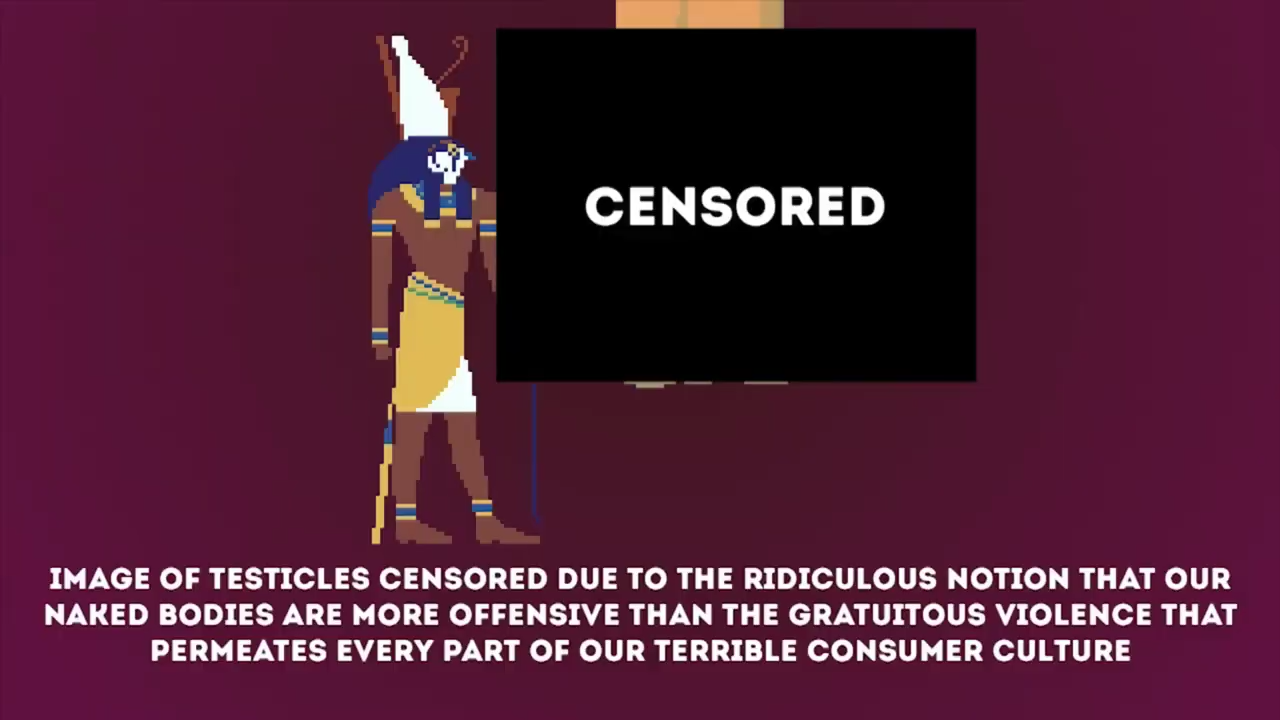 CENSORED
IMAGE OF TESTICLES CENSORED DUE TO THE RIDICULOUS NOTION THAT OUR
NAKED BODIES ARE MORE OFFENSIVE THAN THE GRATUITOUS VIOLENCE THAT
PERMEATES EVERY PART OF OUR TERRIBLE CONSUMER CULTURE